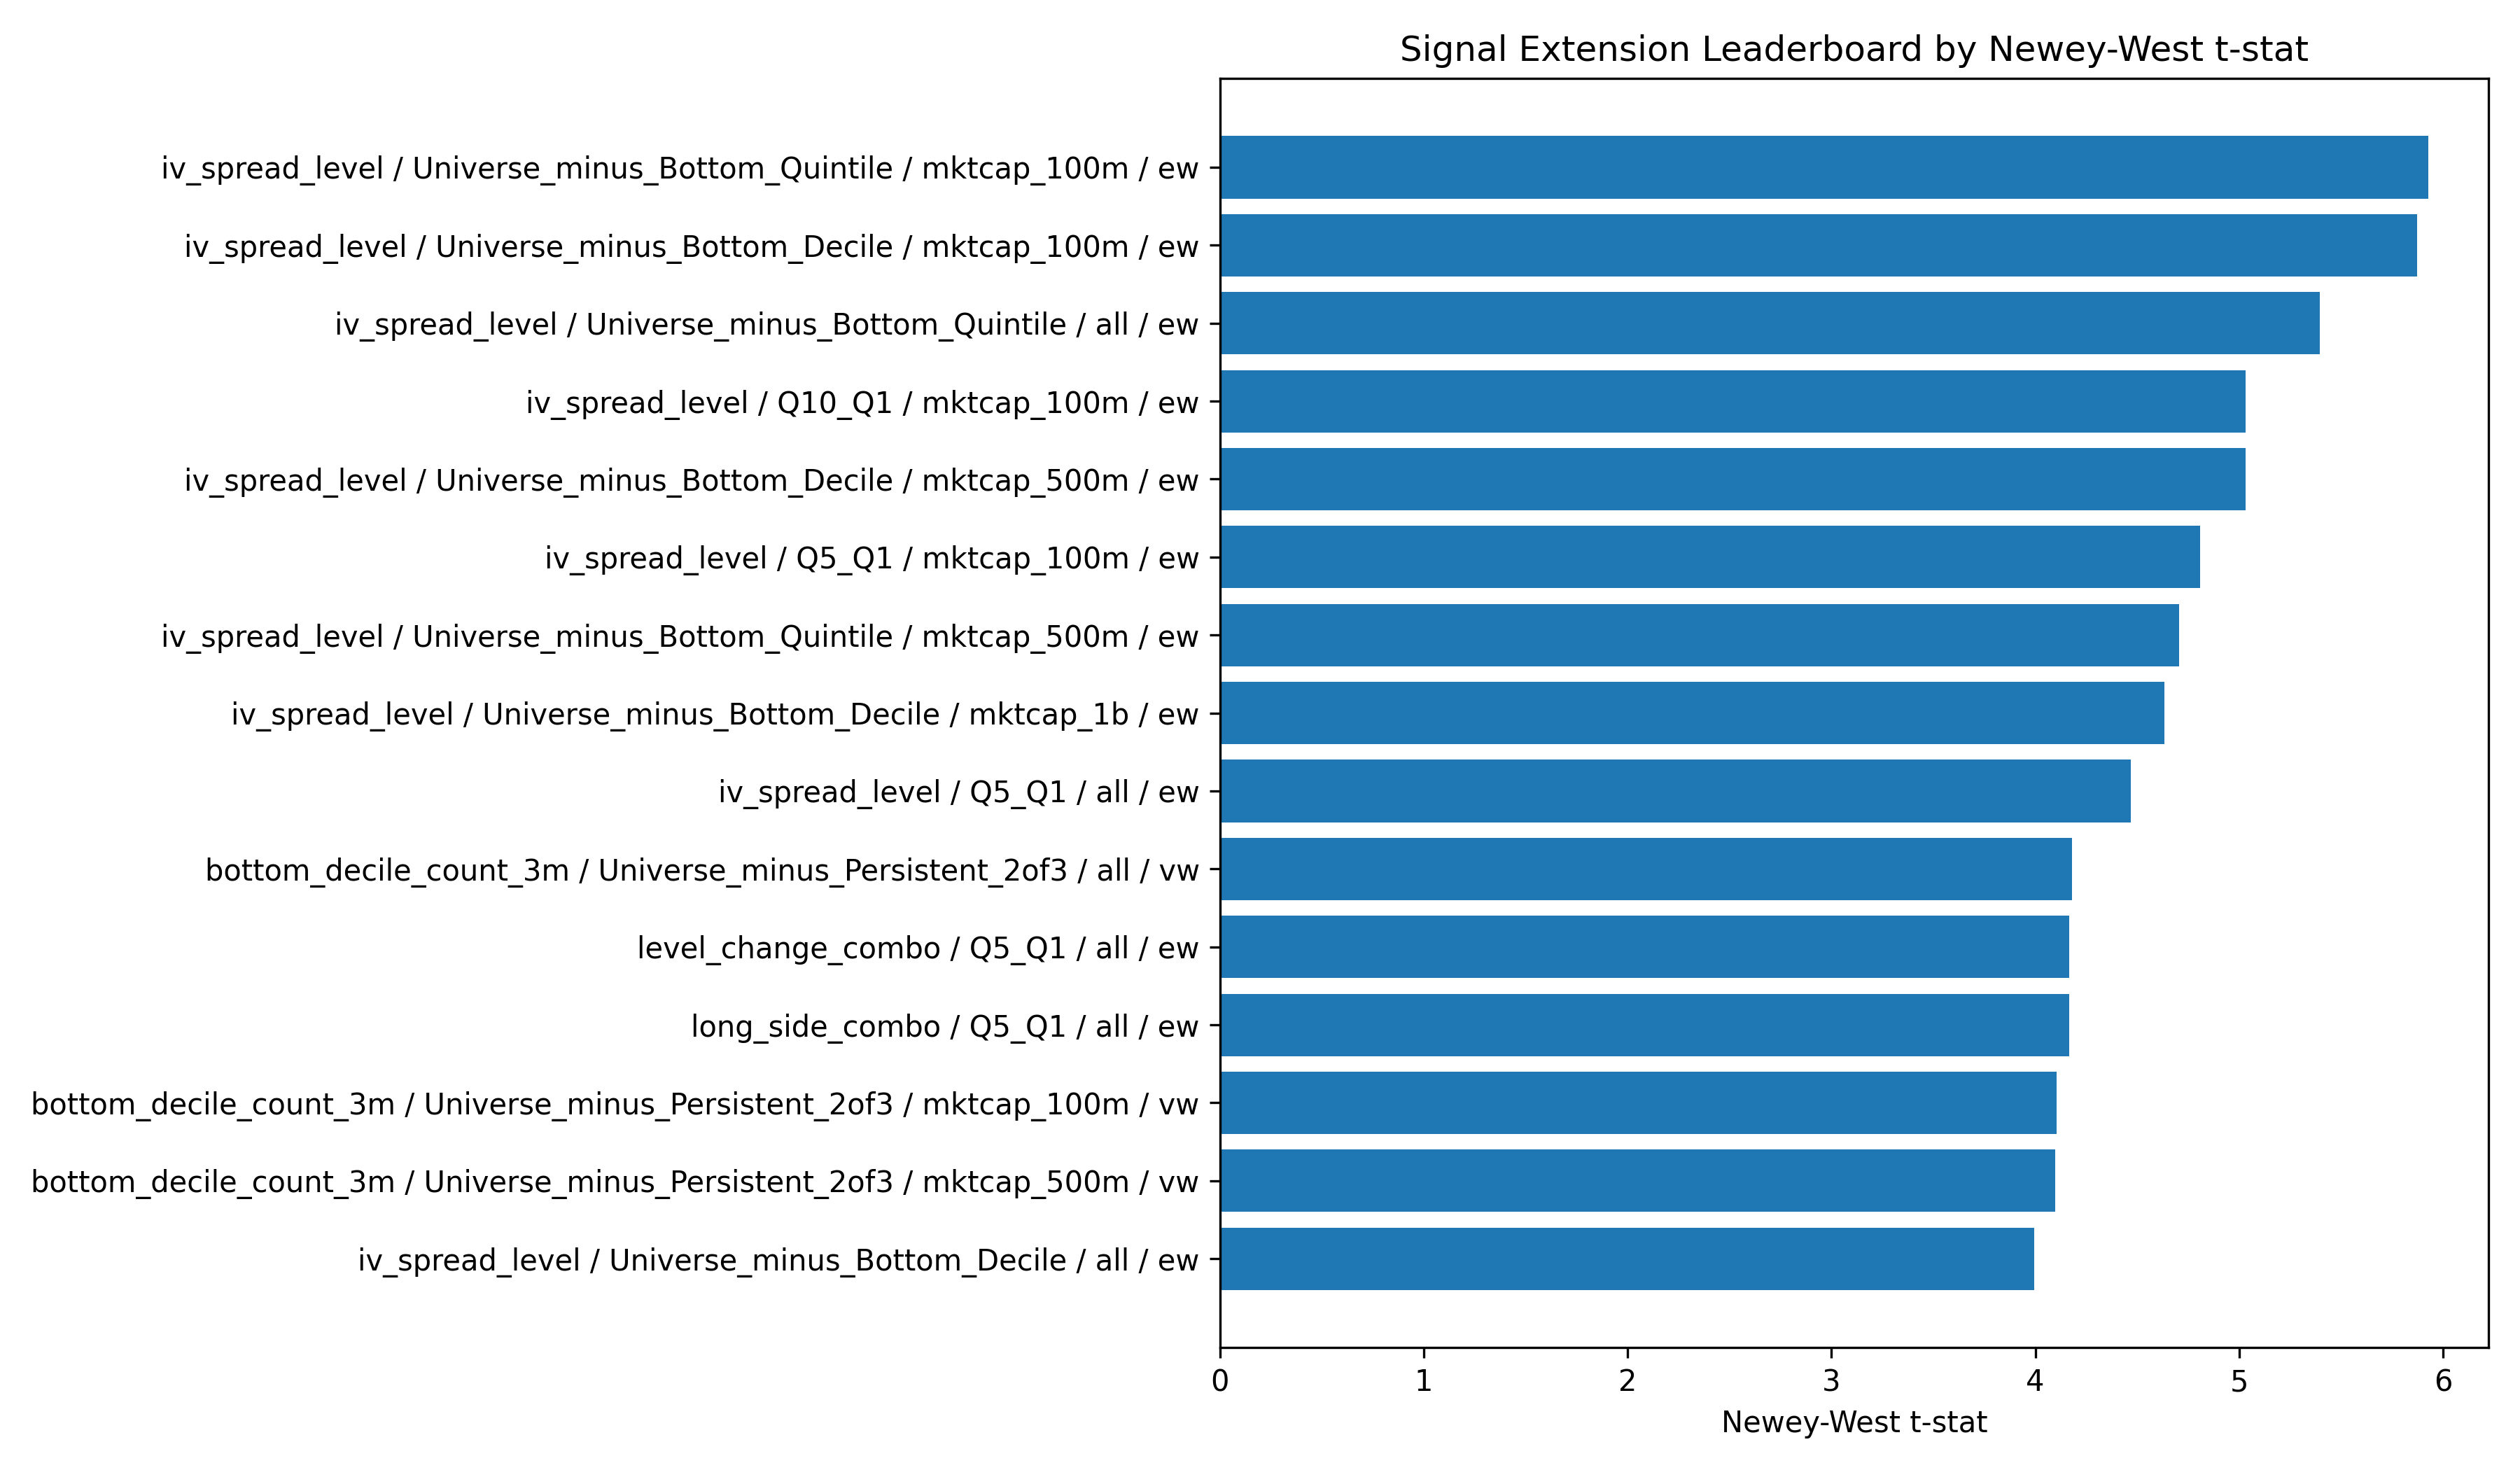 Signal Extension Leaderboard by Newey-West t-stat
iv_spread_level / Universe_minus_Bottom_Quintile / mktcap_100m / ew
iv_spread_level / Universe_minus_Bottom_Decile / mktcap_100m / ew
iv_spread_level / Universe_minus_Bottom_Quintile / all / ew
iv_spread_level / Q10_Q1 / mktcap_100m / ew
iv_spread_level / Universe_minus_Bottom_Decile / mktcap_500m / ew
iv_spread_level / Q5_Q1 / mktcap_100m / ew
iv_spread_level / Universe_minus_Bottom_Quintile / mktcap_500m / ew
iv_spread_level / Universe_minus_Bottom_Decile / mktcap_1b / ew
iv_spread_level / Q5_Q1 / all / ew
bottom_decile_count_3m / Universe_minus_Persistent_2of3 / all / vw
level_change_combo / Q5_Q1 / all / ew
long_side_combo / Q5_Q1 / all / ew
bottom_decile_count_3m / Universe_minus_Persistent_2of3 / mktcap_100m / vw
bottom_decile_count_3m / Universe_minus_Persistent_2of3 / mktcap_500m / vw
iv_spread_level / Universe_minus_Bottom_Decile / all / ew
0 1 2 3 4 5 6
Newey-West t-stat